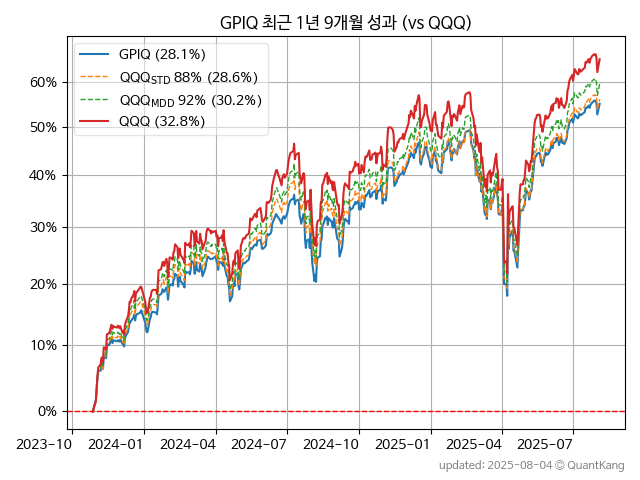 GPIQ 최근 1년 9개월 성과 (vs QQQ)
GPIQ (28.1%)
QQQSTD 88% (28.6%)
QQQMDD 92% (30.2%)
QQQ (32.8%)
60%
50%
40%
30%
20%
10%
0%
2023-10 2024-01 2024-04 2024-07 2024-10 2025-01 2025-04 2025-07
updated: 2025-08-04 © QuantKang